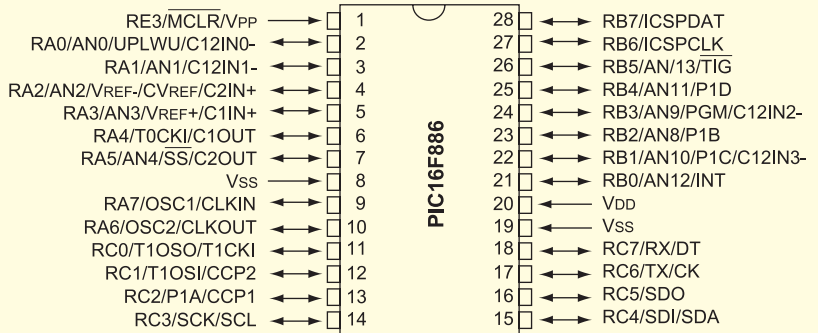 RE3/MCLR/VPP 1 28 RB7/ICSPDAT
RA0/AN0/UPLWU/C12IN0- 2 27 RB6/ICSPCLK
RA1/AN1/C12IN1- 3 26 RB5/AN/13/TIG
RA2/AN2/VREF-/CVREF/C2IN+ 4 25 RB4/AN11/P1D
RA3/AN3/VREF+/C1IN+ 5 24 RB3/AN9/PGM/C12IN2-
RA4/T0CKI/C1OUT 6 23 RB2/AN8/P1B
RA5/AN4/SS/C2OUT 7 22 RB1/AN10/P1C/C12IN3-
VSS 8 21 RB0/AN12/INT
RA7/OSC1/CLKIN 9 20 VDD
RA6/OSC2/CLKOUT 10 19 VSS
RC0/T1OSO/T1CKI 11 18 RC7/RX/DT
RC1/T1OSI/CCP2 12 17 RC6/TX/CK
RC2/P1A/CCP1 13 16 RC5/SDO
RC3/SCK/SCL 14 15 RC4/SDI/SDA
PIC16F886